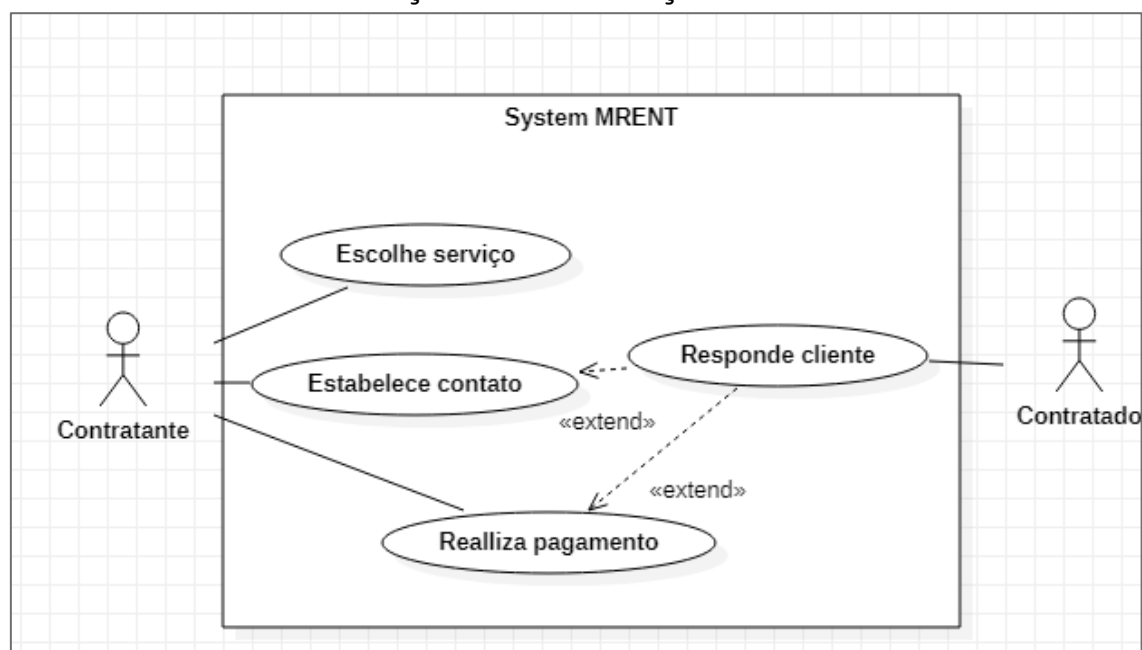 System MRENT
Escolhe serviço
Responde cliente
Estabelece contato
Contratante
Contratado
«extend»
«extend»
Realliza pagamento